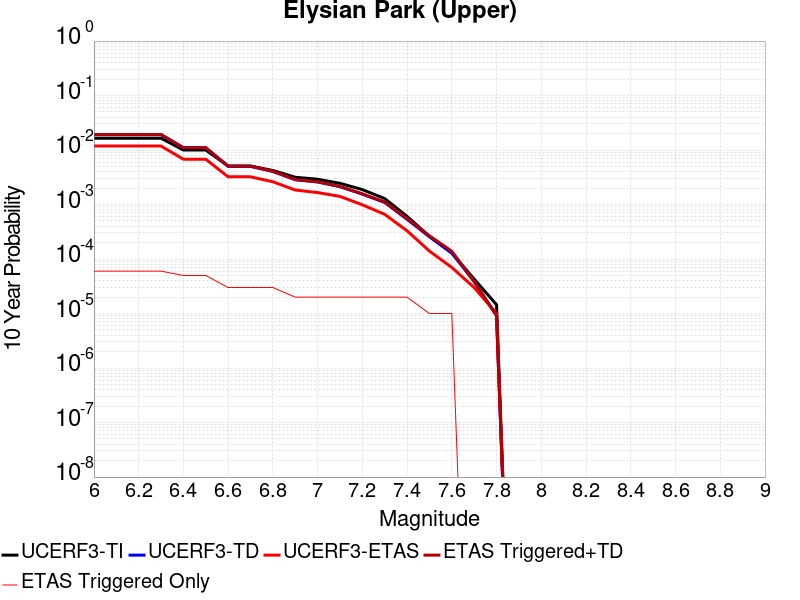 Elysian Park (Upper)
10 Year Probability
10^0
10^-1
10^-2
10^-3
10^-4
10^-5
10^-6
10^-7
10^-8
6 6.2 6.4 6.6 6.8 7 7.2 7.4 7.6 7.8 8 8.2 8.4 8.6 8.8 9
Magnitude
UCERF3-TI UCERF3-TD UCERF3-ETAS ETAS Triggered+TD
ETAS Triggered Only